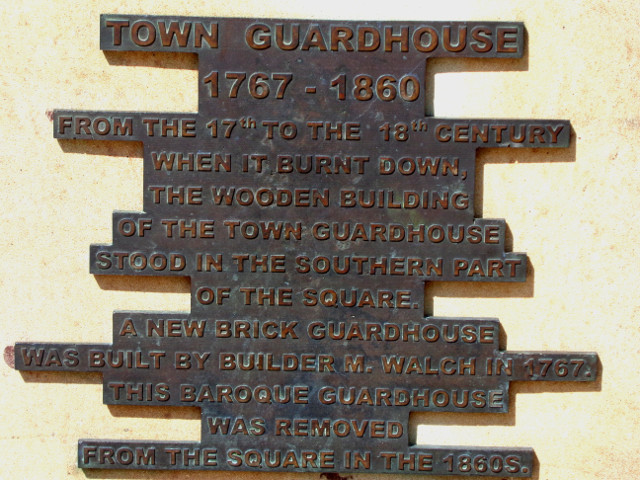 TOWN GUARDHOUSE
1767 - 1860
FROM THE 17th TO THE 18th CENTURY
WHEN IT BURNT DOWN,
THE WOODEN BUILDING
OF THE TOWN GUARDHOUSE
STOOD IN THE SOUTHERN PART
OF THE SQUARE.
A NEW BRICK GUARDHOUSE
WAS BUILT BY BUILDER M. WALCH IN 1767.
THIS BAROQUE GUARDHOUSE
WAS REMOVED
FROM THE SQUARE IN THE 1860S.